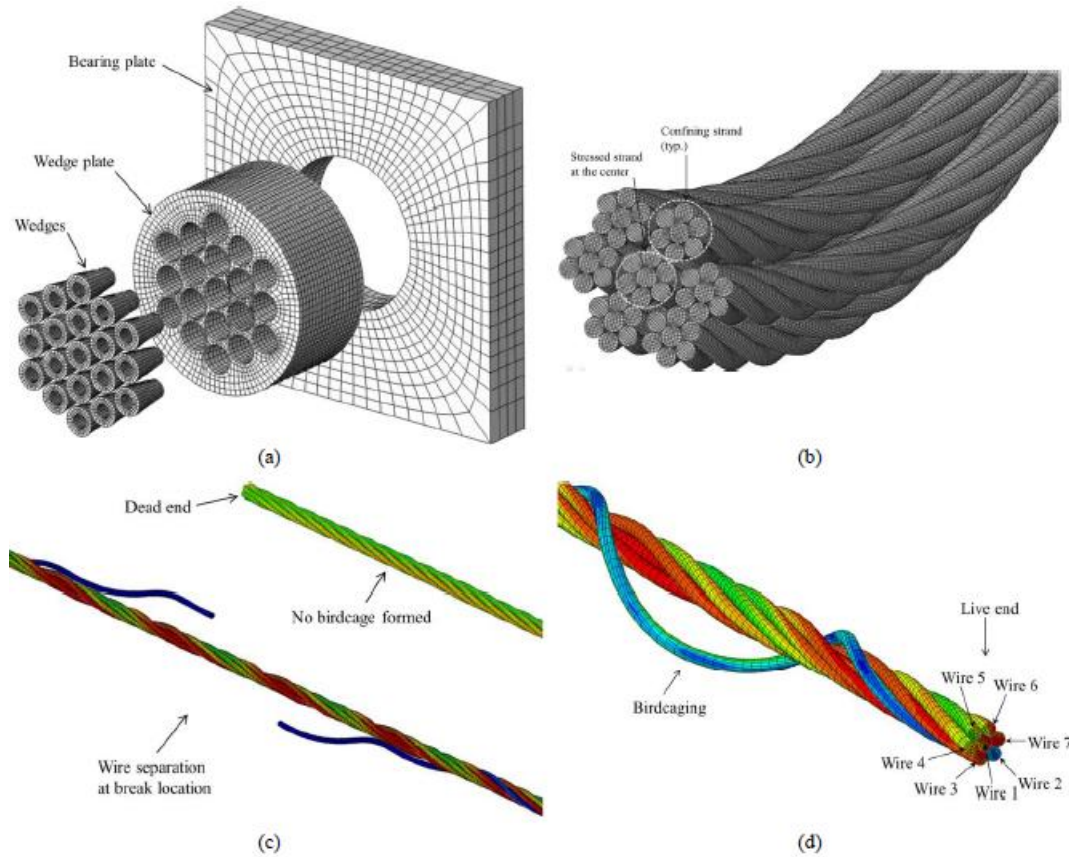 Bearing plate
Wedge plate
Wedges
(a)
Confining strand
(typ.)
Stressed strand
at the center
(b)
Dead end
No birdcage formed
Wire separation
at break location
(c)
Live end
Birdcaging
Wire 5
Wire 6
Wire 7
Wire 4
Wire 3
Wire 1
Wire 2
(d)